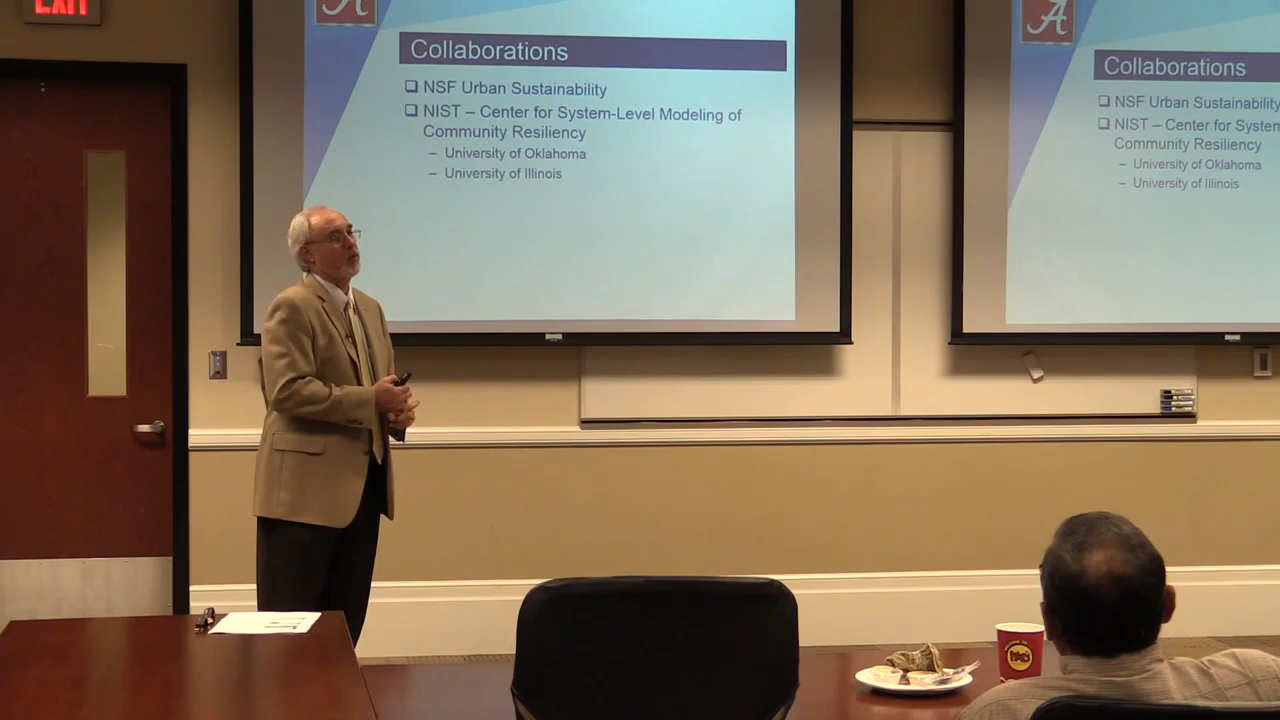 EXIT
A
Collaborations
❑ NSF Urban Sustainability
❑ NIST – Center for System-Level Modeling of
Community Resiliency
– University of Oklahoma
– University of Illinois
A
Collaborations
❑ NSF Urban Sustainability
❑ NIST – Center for System
Community Resiliency
– University of Oklahoma
– University of Illinois
Moe's